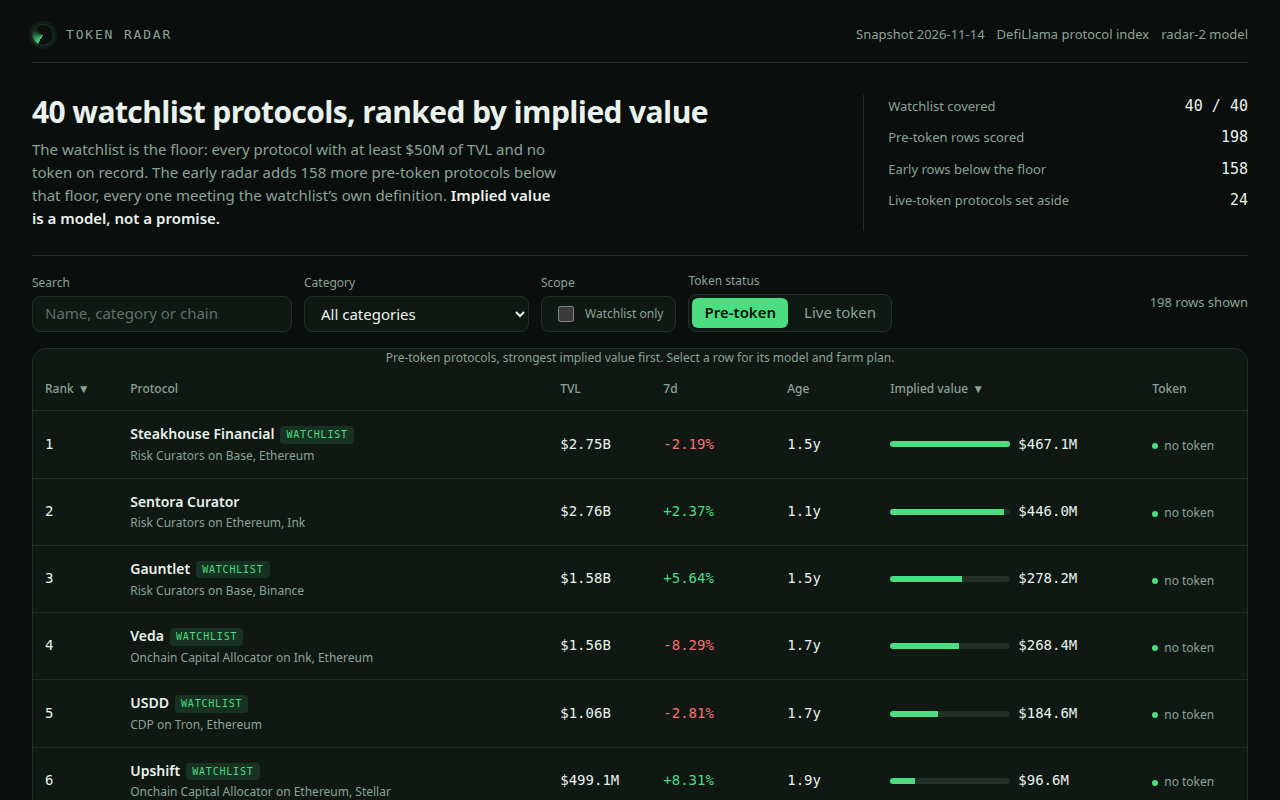 TOKEN RADAR
Snapshot 2026-11-14 DefiLlama protocol index radar-2 model
40 watchlist protocols, ranked by implied value
The watchlist is the floor: every protocol with at least $50M of TVL and no
token on record. The early radar adds 158 more pre-token protocols below
that floor, every one meeting the watchlist’s own definition. Implied value
is a model, not a promise.
Watchlist covered 40 / 40
Pre-token rows scored 198
Early rows below the floor 158
Live-token protocols set aside 24
Search Category Scope Token status
Name, category or chain All categories Watchlist only Pre-token Live token
198 rows shown
Pre-token protocols, strongest implied value first. Select a row for its model and farm plan.
Rank ▼ Protocol TVL 7d Age Implied value ▼ Token
1 Steakhouse Financial WATCHLIST $2.75B -2.19% 1.5y $467.1M no token
Risk Curators on Base, Ethereum
2 Sentora Curator $2.76B +2.37% 1.1y $446.0M no token
Risk Curators on Ethereum, Ink
3 Gauntlet WATCHLIST $1.58B +5.64% 1.5y $278.2M no token
Risk Curators on Base, Binance
4 Veda WATCHLIST $1.56B -8.29% 1.7y $268.4M no token
Onchain Capital Allocator on Ink, Ethereum
5 USDD WATCHLIST $1.06B -2.81% 1.7y $184.6M no token
CDP on Tron, Ethereum
6 Upshift WATCHLIST $499.1M +8.31% 1.9y $96.6M no token
Onchain Capital Allocator on Ethereum, Stellar